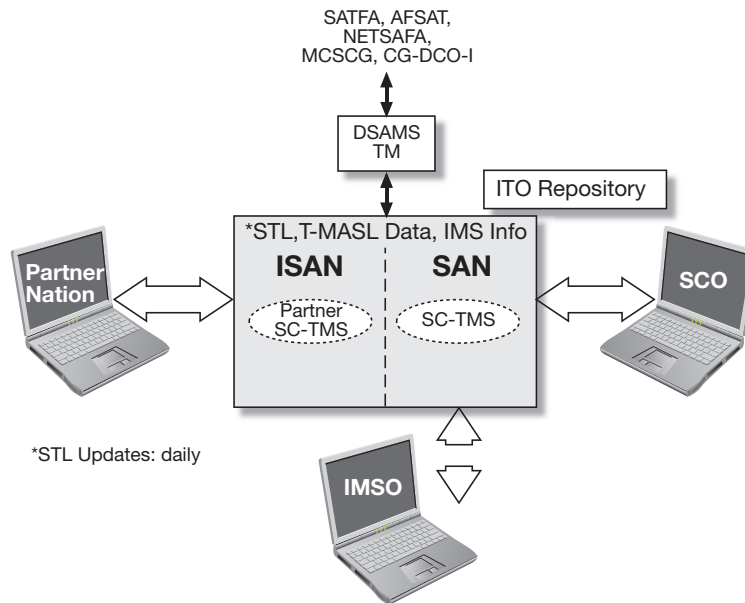 SATFA, AFSAT,
NETSAFA,
MCSCG, CG-DCO-I
DSAMS
TM
ITO Repository
*STL,T-MASL Data, IMS Info
ISAN
SAN
Partner
Nation
SCO
Partner
SC-TMS
SC-TMS
*STL Updates: daily
IMSO